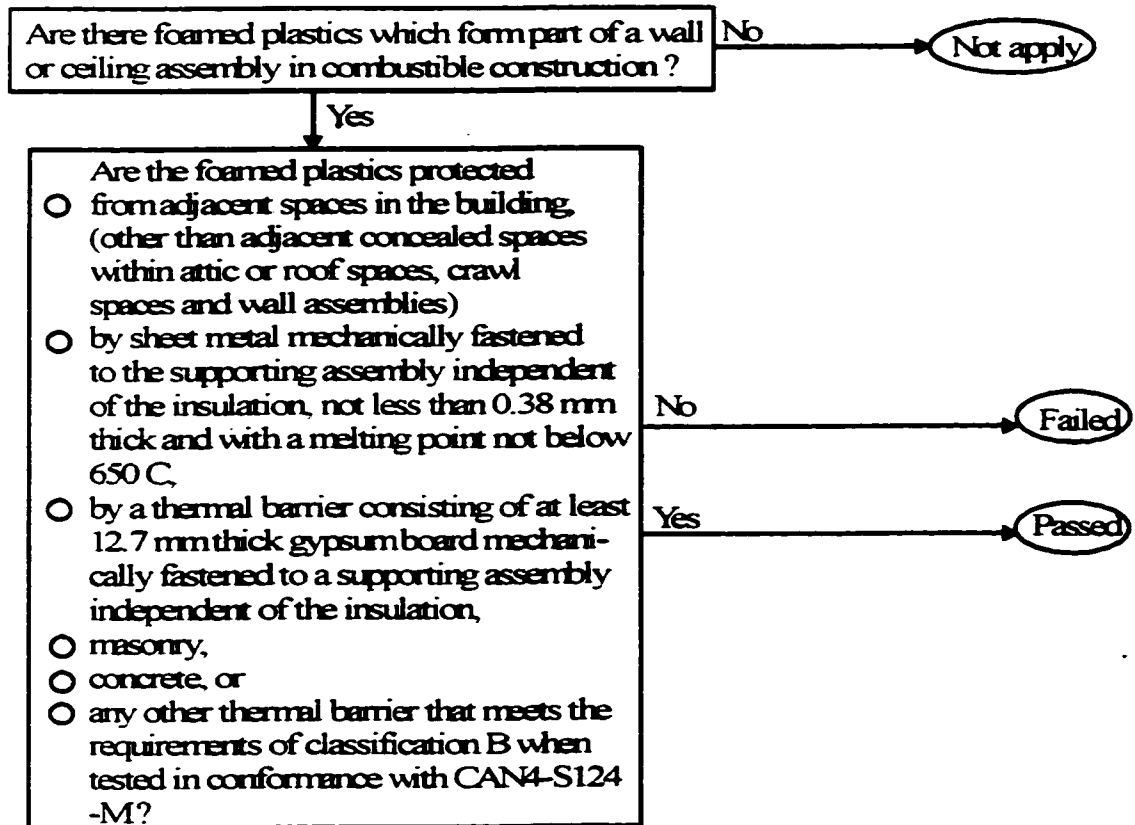 Are there foamed plastics which form part of a wall
or ceiling assembly in combustible construction ?
No
Not apply
Yes
Are the foamed plastics protected
from adjacent spaces in the building,
(other than adjacent concealed spaces
within attic or roof spaces, crawl
spaces and wall assemblies)
by sheet metal mechanically fastened
to the supporting assembly independent
of the insulation, not less than 0.38 mm
thick and with a melting point not below
650 C,
by a thermal barrier consisting of at least
12.7 mm thick gypsum board mechani-
cally fastened to a supporting assembly
independent of the insulation,
masonry,
concrete, or
any other thermal barrier that meets the
requirements of classification B when
tested in conformance with CAN4-S124
-M?
No
Failed
Yes
Passed